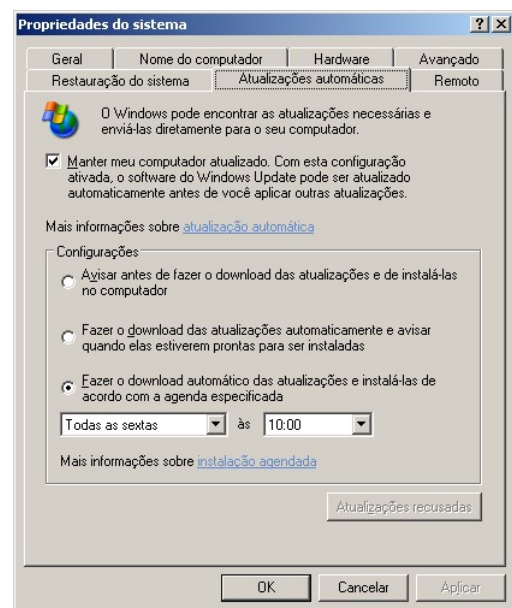 Propriedades do sistema
Geral
Nome do computador
Hardware
Avançado
Restauração do sistema
Atualizações automáticas
Remoto
O Windows pode encontrar as atualizações necessárias e
enviá-las diretamente para o seu computador.
Manter meu computador atualizado. Com esta configuração
ativada, o software do Windows Update pode ser atualizado
automaticamente antes de você aplicar outras atualizações.
Mais informações sobre atualização automática
Configurações
Avisar antes de fazer o download das atualizações e de instalá-las
no computador
Fazer o download das atualizações automaticamente e avisar
quando elas estiverem prontas para ser instaladas
Fazer o download automático das atualizações e instalá-las de
acordo com a agenda especificada
Todas as sextas
às
10:00
Mais informações sobre instalação agendada
Atualizações recusadas
OK
Cancelar
Aplicar